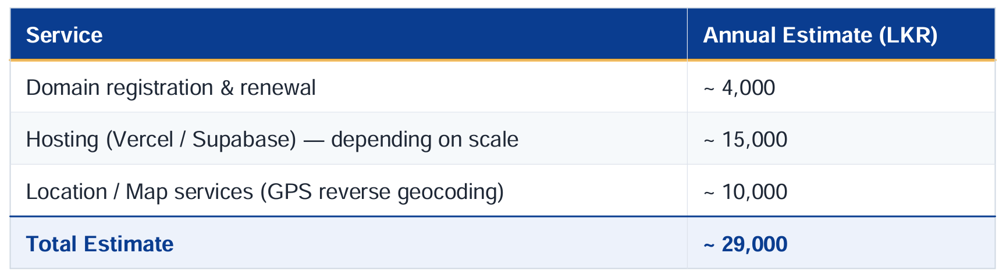 Service Annual Estimate (LKR)
Domain registration & renewal ~ 4,000
Hosting (Vercel / Supabase) — depending on scale ~ 15,000
Location / Map services (GPS reverse geocoding) ~ 10,000
Total Estimate ~ 29,000